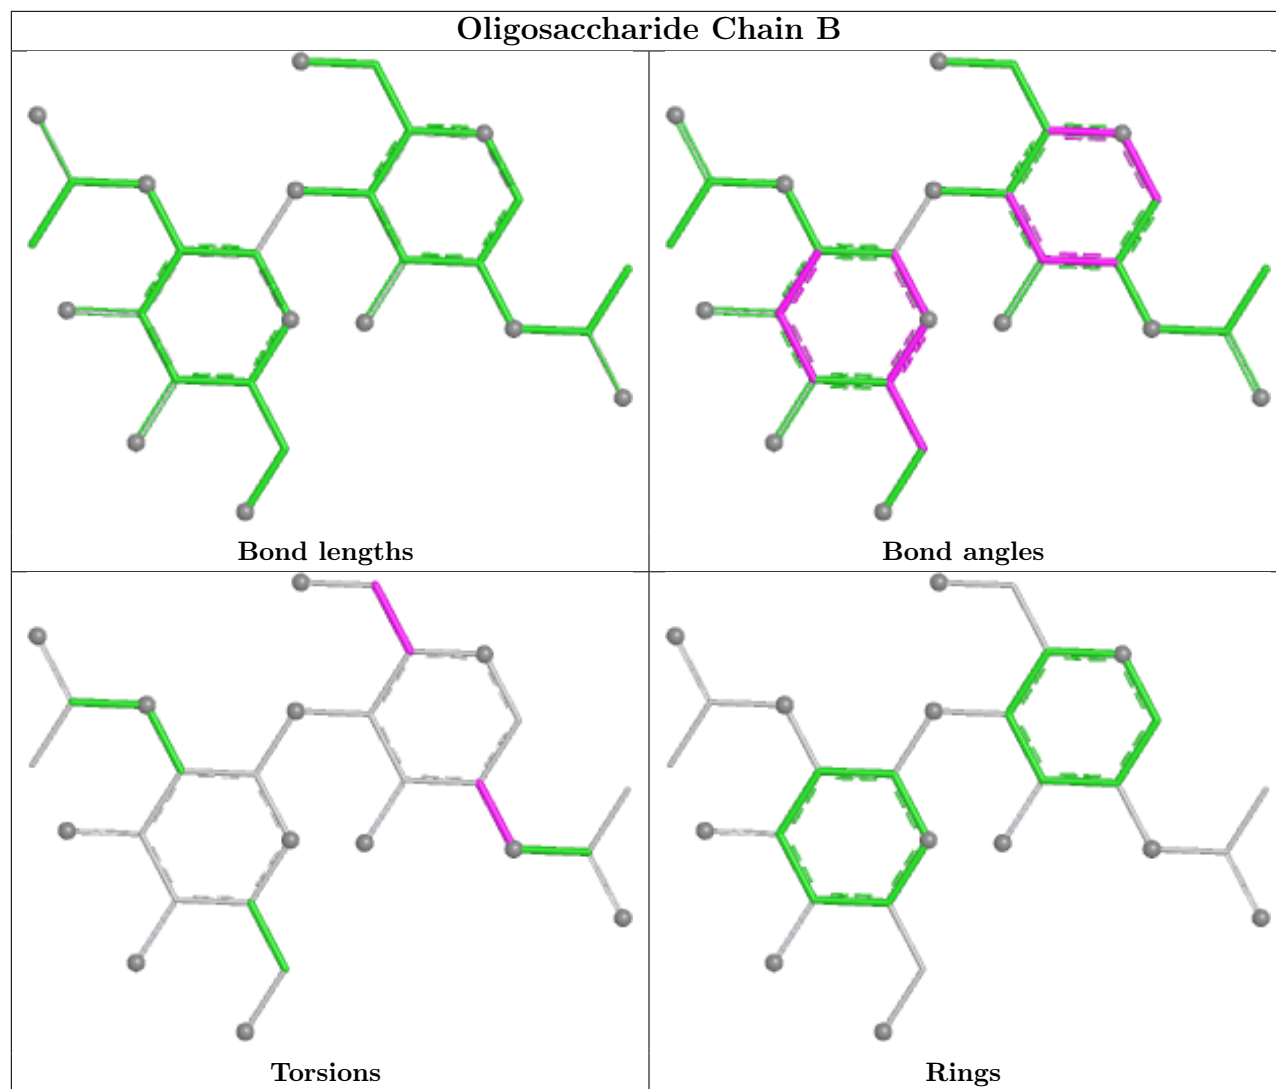 Oligosaccharide Chain B
Bond lengths
Bond angles
Torsions
Rings